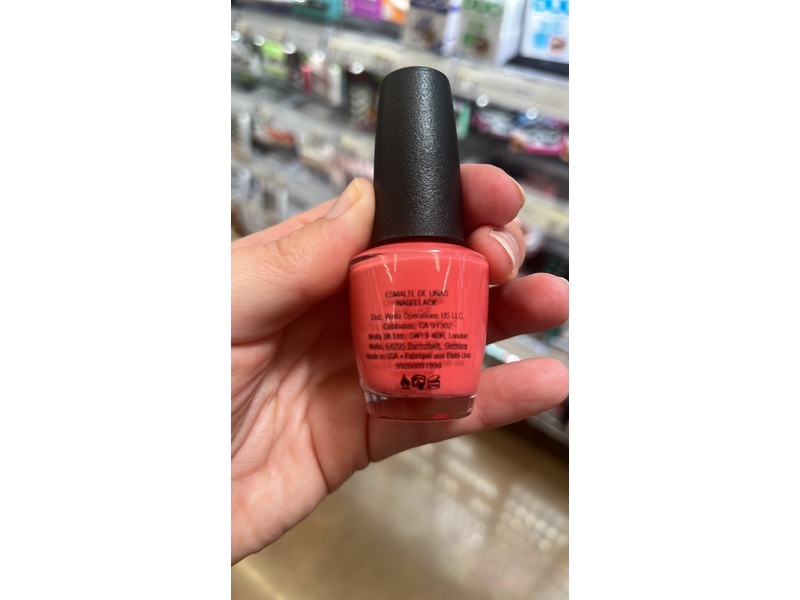 ESMALTE DE UÑAS
NAGELLACK
Dist. Wella Operations US LLC,
Calabasas, CA 91302
Wella UK Ltd., SW19 4DR, London
Wella, 64295 Darmstadt, Germany
Made in USA • Fabriqué aux États-Unis
99260091998